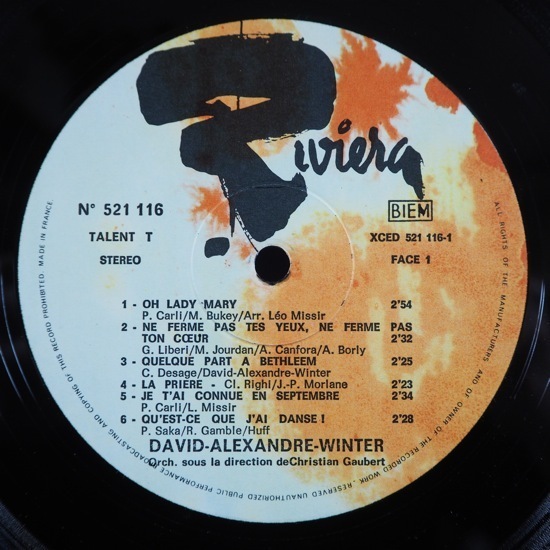 Riviera
N° 521 116
BIEM
TALENT T
XCED 521 116-1
STEREO
FACE 1
1 - OH LADY MARY 2'54
P. Carli/M. Bukey/Arr. Léo Missir
2 - NE FERME PAS TES YEUX, NE FERME PAS
TON CŒUR 2'32
G. Liberi/M. Jourdan/A. Canfora/A. Borly
3 - QUELQUE PART A BETHLEEM 2'25
C. Desage/David-Alexandre-Winter
4 - LA PRIERE - Cl. Righi/J.-P. Morlane 2'23
5 - JE T'AI CONNUE EN SEPTEMBRE 2'34
P. Carli/L. Missir
6 - QU'EST-CE QUE J'AI DANSE ! 2'28
P. Saka/R. Gamble/Huff
DAVID-ALEXANDRE-WINTER
Orch. sous la direction deChristian Gaubert
ALL RIGHTS OF THE MANUFACTURERS AND OF OWNER OF THE RECORDED WORK RESERVED UNAUTHORIZED PUBLIC PERFORMANCE BROADCASTING AND COPYING OF THIS RECORD PROHIBITED. MADE IN FRANCE.